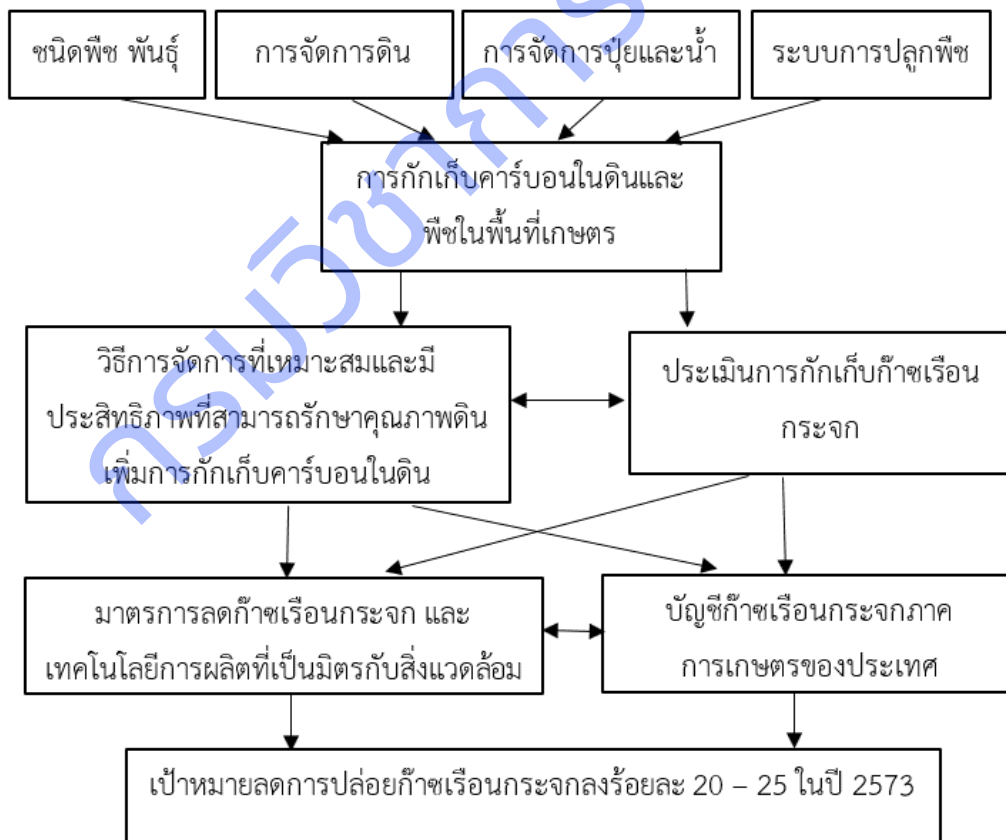 ชนิดพืช พันธุ์
การจัดการดิน
การจัดการปุ๋ยและน้ำ
ระบบการปลูกพืช
การกักเก็บคาร์บอนในดินและ
พืชในพื้นที่เกษตร
วิธีการจัดการที่เหมาะสมและมี
ประสิทธิภาพที่สามารถรักษาคุณภาพดิน
เพิ่มการกักเก็บคาร์บอนในดิน
ประเมินการกักเก็บก๊าซเรือน
กระจก
มาตรการลดก๊าซเรือนกระจก และ
เทคโนโลยีการผลิตที่เป็นมิตรกับสิ่งแวดล้อม
บัญชีก๊าซเรือนกระจกภาค
การเกษตรของประเทศ
เป้าหมายลดการปล่อยก๊าซเรือนกระจกลงร้อยละ 20 – 25 ในปี 2573
กรมวิชาการ